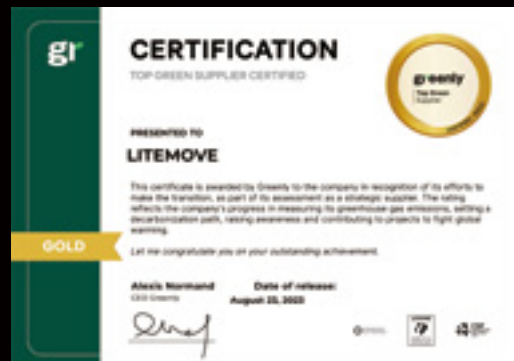 gr
CERTIFICATION
TOP GREEN SUPPLIER CERTIFIED
greenly
Top Green
Supplier
PRESENTED TO
LITEMOVE
This certificate is awarded by Greenly to the company in recognition of its efforts to
make the transition, as part of its assessment as a strategic supplier. The rating
reflects the company's progress in measuring its greenhouse gas emissions, setting a
decarbonization path, raising awareness and contributing to projects to fight global
warming.
GOLD
Let me congratulate you on your outstanding achievement.
Alexis Normand
CEO Greenly
Date of release:
August 23, 2023